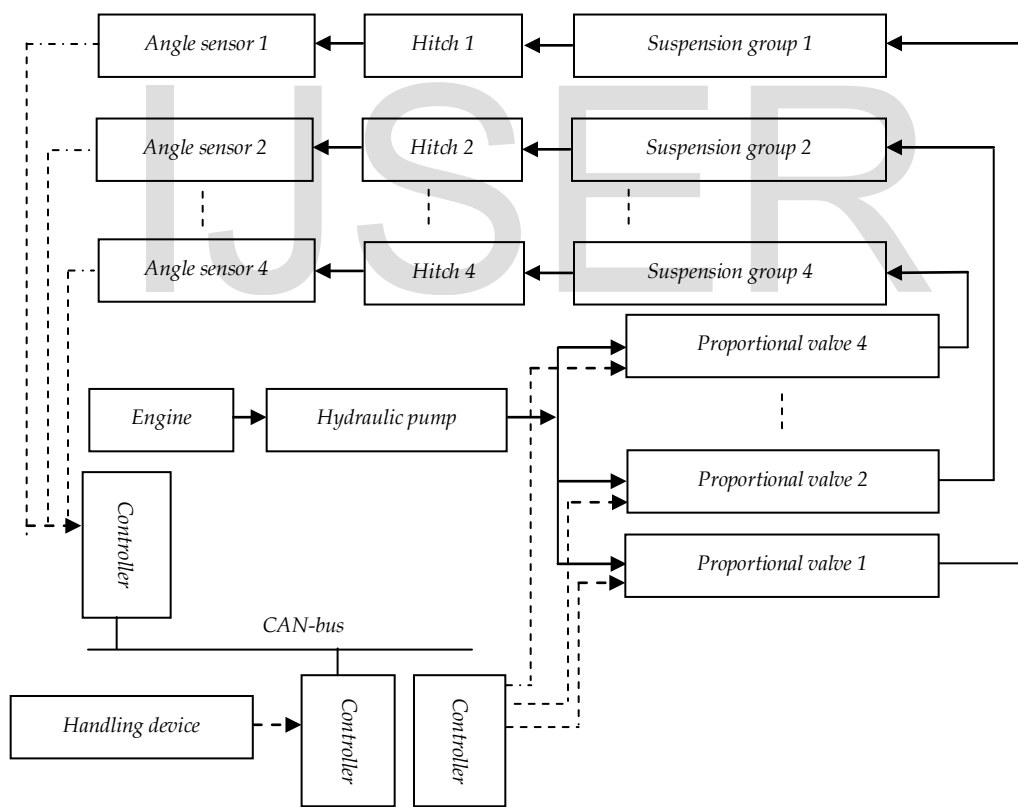 Angle sensor 1
Hitch 1
Suspension group 1
Angle sensor 2
Hitch 2
Suspension group 2
IJSER
Angle sensor 4
Hitch 4
Suspension group 4
Proportional valve 4
Engine
Hydraulic pump
Proportional valve 2
Controller
Proportional valve 1
CAN-bus
Handling device
Controller
Controller